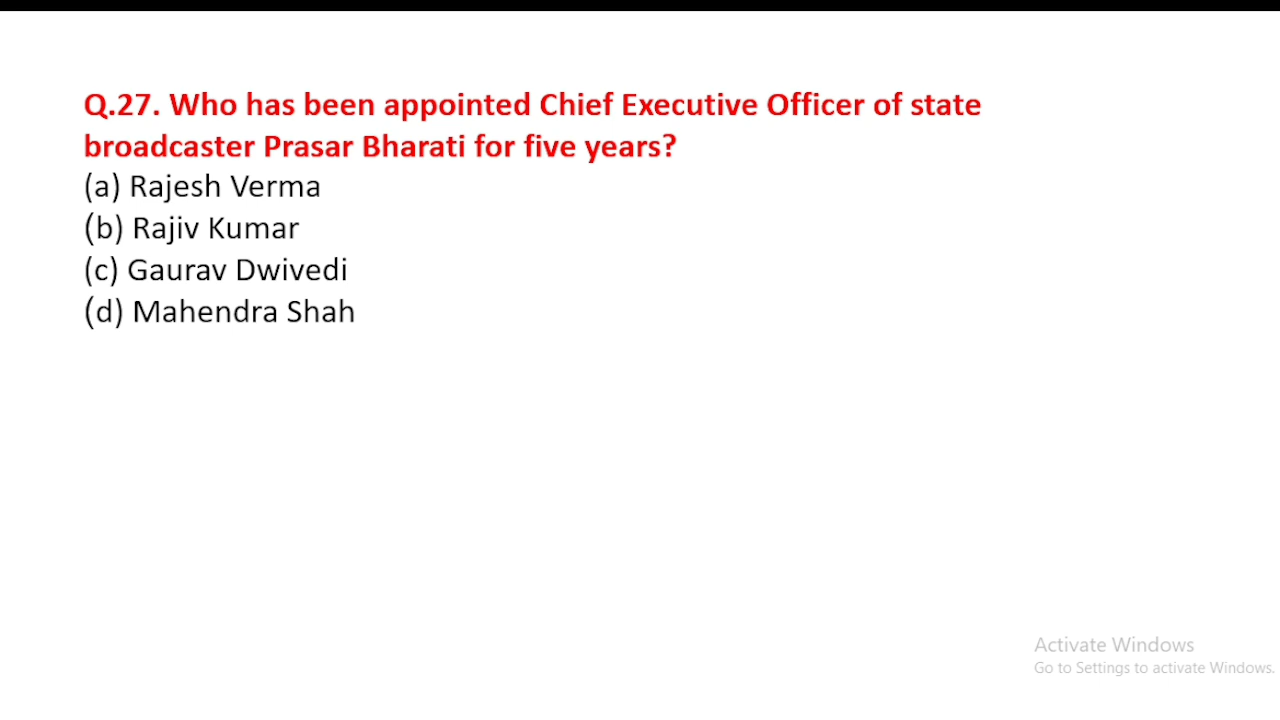 Q.27. Who has been appointed Chief Executive Officer of state
broadcaster Prasar Bharati for five years?
(a) Rajesh Verma
(b) Rajiv Kumar
(c) Gaurav Dwivedi
(d) Mahendra Shah
Activate Windows
Go to Settings to activate Windows.